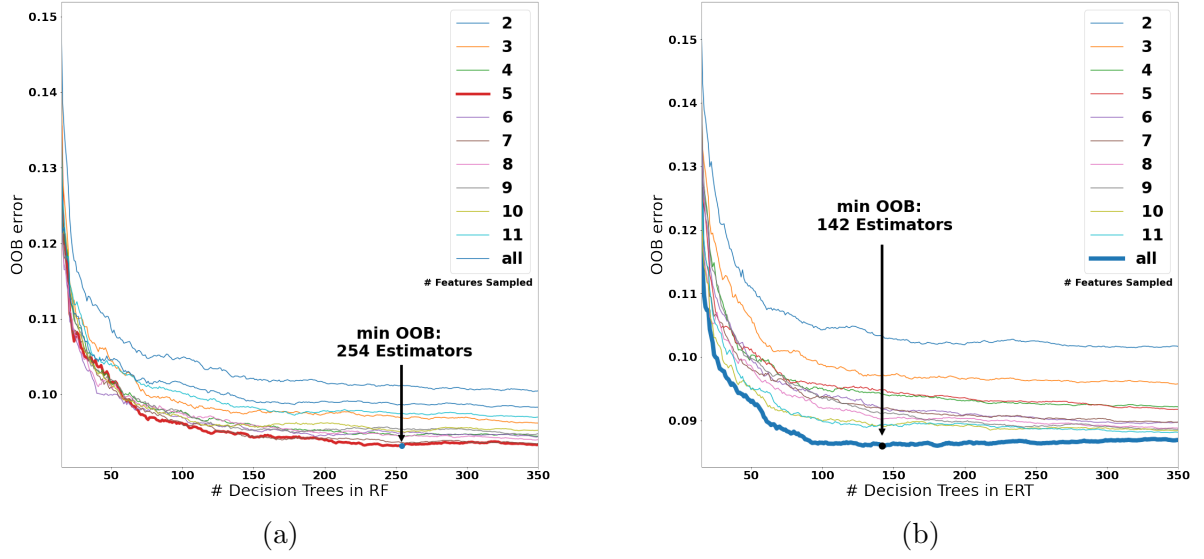 0.15
0.14
0.13
0.12
0.11
0.10
OOB error
50 100 150 200 250 300 350
# Decision Trees in RF
2
3
4
5
6
7
8
9
10
11
all
# Features Sampled
min OOB:
254 Estimators
(a)
0.15
0.14
0.13
0.12
0.11
0.10
0.09
OOB error
50 100 150 200 250 300 350
# Decision Trees in ERT
2
3
4
5
6
7
8
9
10
11
all
# Features Sampled
min OOB:
142 Estimators
(b)